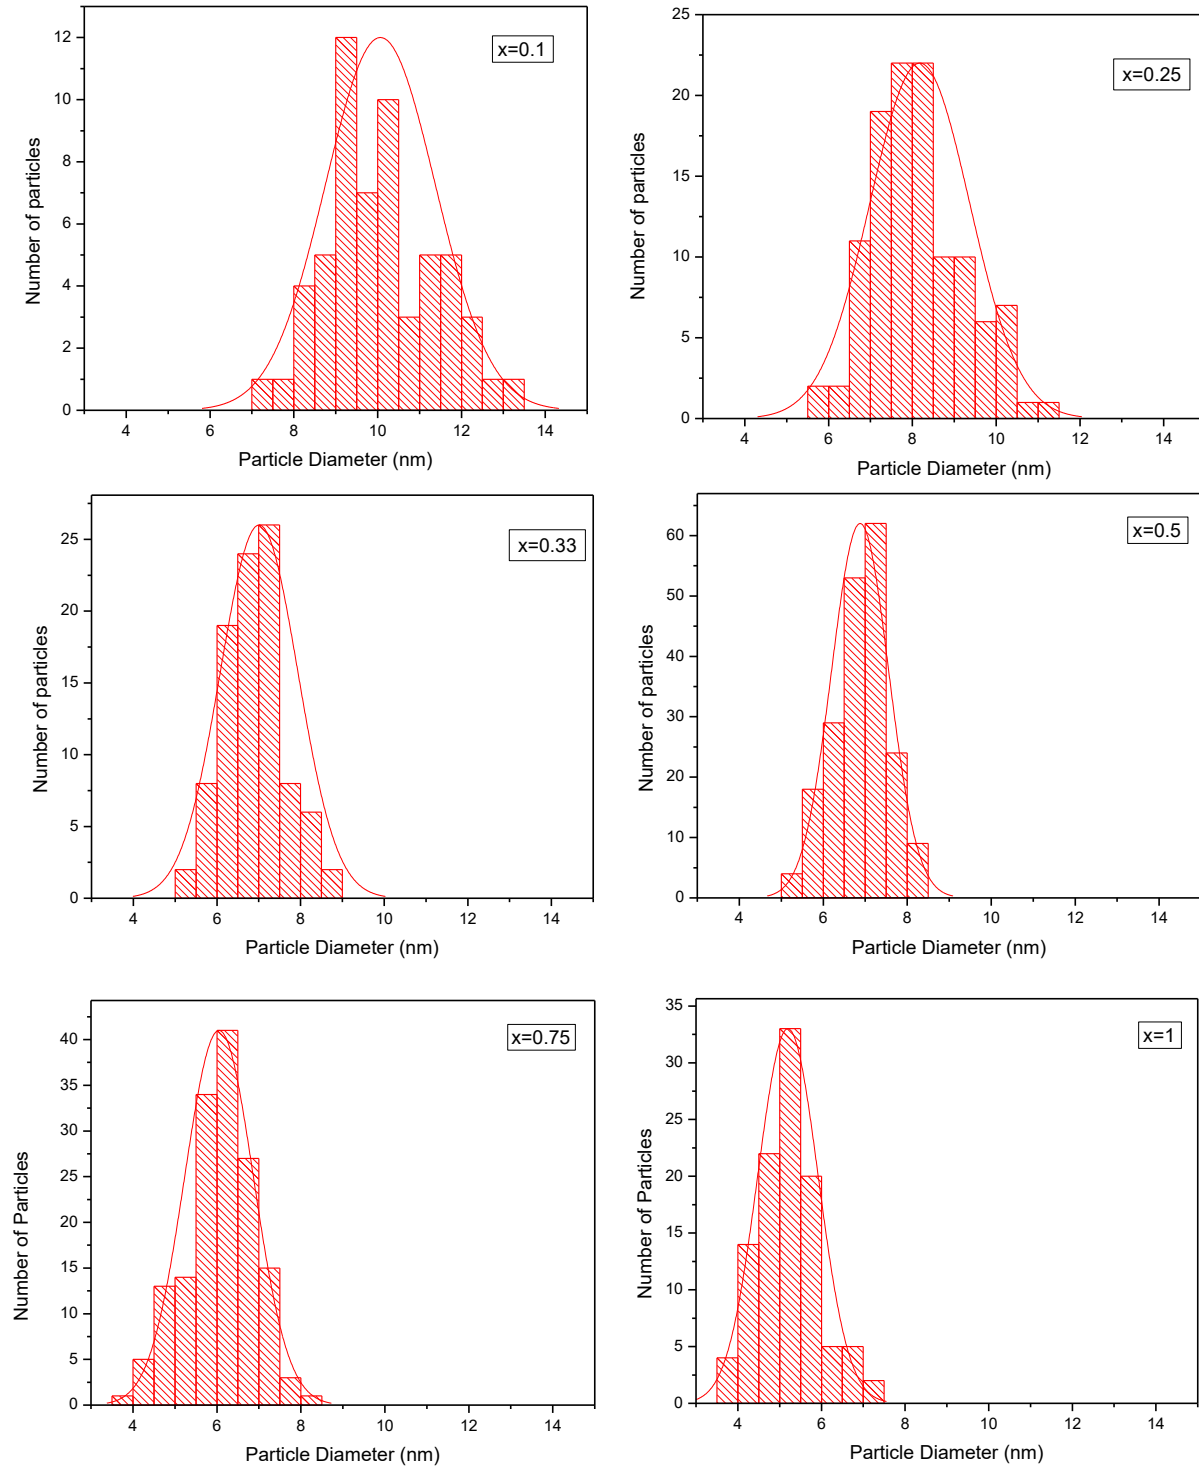 x=0.1
Number of particles
12
10
8
6
4
2
0
4 6 8 10 12 14
Particle Diameter (nm)
x=0.25
Number of particles
25
20
15
10
5
0
4 6 8 10 12 14
Particle Diameter (nm)
x=0.33
Number of particles
25
20
15
10
5
0
4 6 8 10 12 14
Particle Diameter (nm)
x=0.5
Number of particles
60
50
40
30
20
10
0
4 6 8 10 12 14
Particle Diameter (nm)
x=0.75
Number of Particles
40
35
30
25
20
15
10
5
0
4 6 8 10 12 14
Particle Diameter (nm)
x=1
Number of Particles
35
30
25
20
15
10
5
0
4 6 8 10 12 14
Particle Diameter (nm)